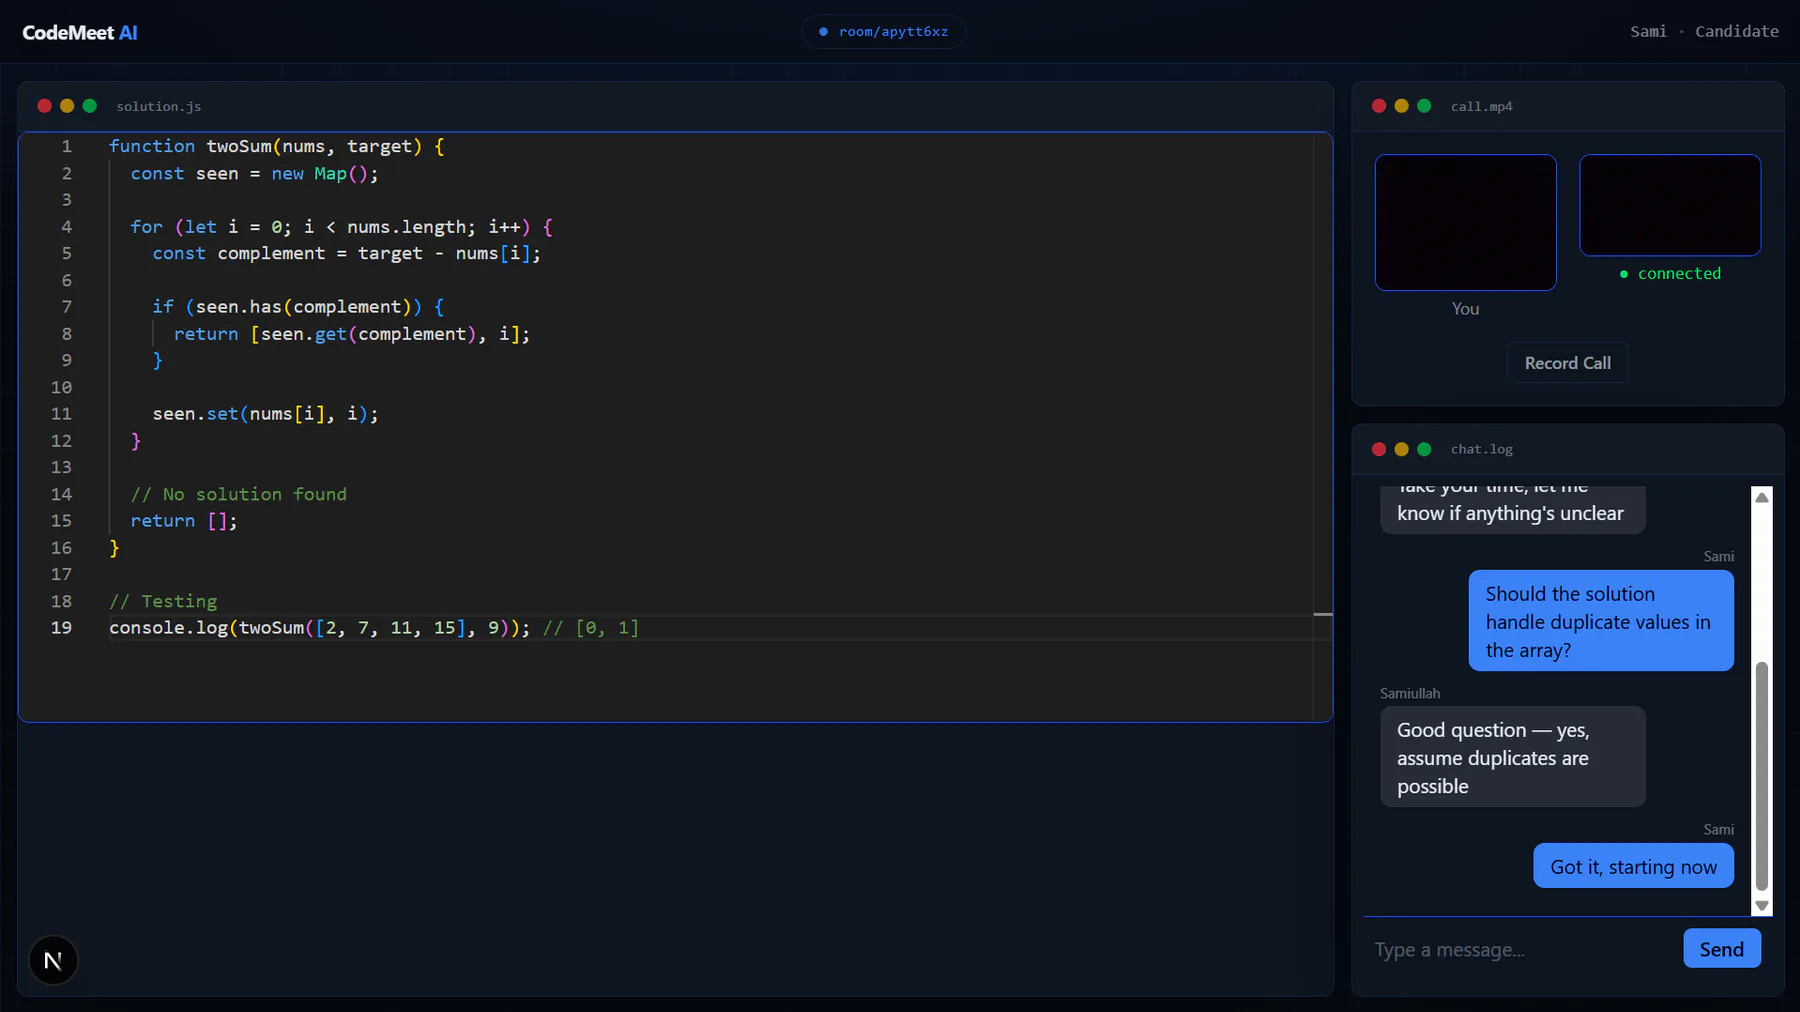 CodeMeet AI
room/apytt6xz
Sami · Candidate
solution.js
1 function twoSum(nums, target) {
2 const seen = new Map();
3
4 for (let i = 0; i < nums.length; i++) {
5 const complement = target - nums[i];
6
7 if (seen.has(complement)) {
8 return [seen.get(complement), i];
9 }
10
11 seen.set(nums[i], i);
12 }
13
14 // No solution found
15 return [];
16 }
17
18 // Testing
19 console.log(twoSum([2, 7, 11, 15], 9)); // [0, 1]
N
call.mp4
You
connected
Record Call
chat.log
Take your time, let me
know if anything's unclear
Sami
Should the solution
handle duplicate values in
the array?
Samiullah
Good question — yes,
assume duplicates are
possible
Sami
Got it, starting now
Type a message...
Send